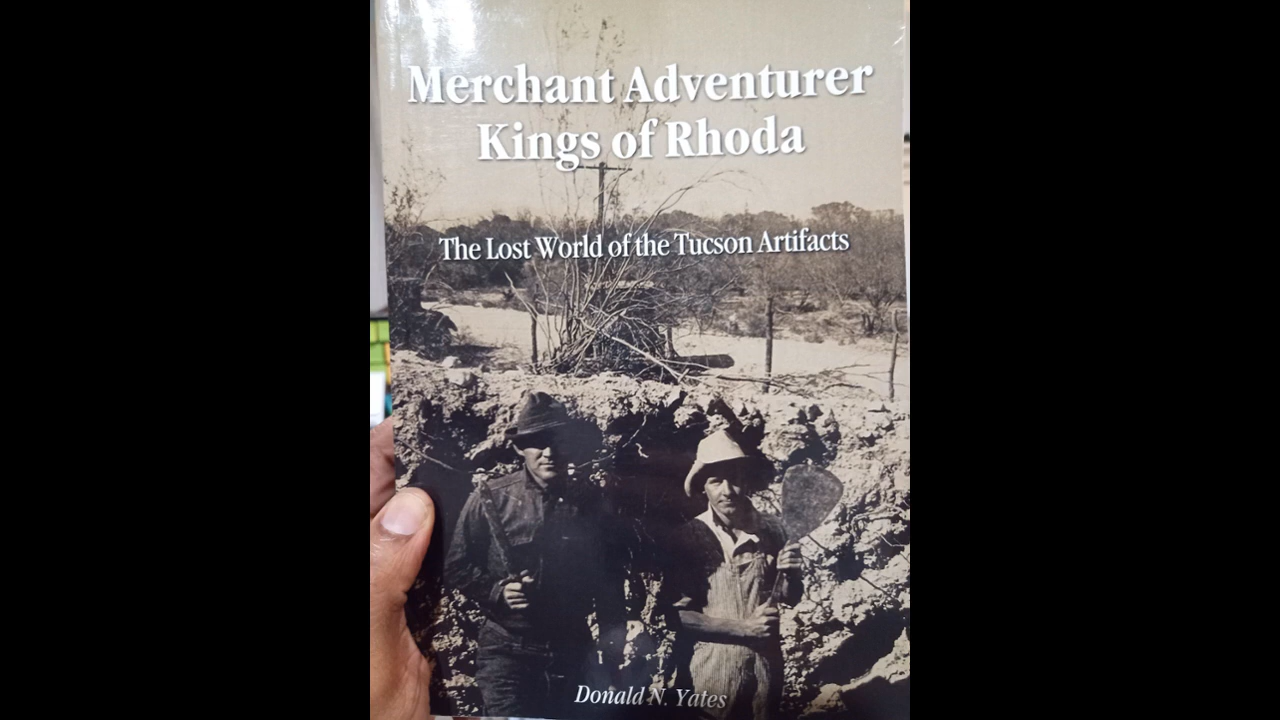 Merchant Adventurer
Kings of Rhoda
The Lost World of the Tucson Artifacts
Donald N. Yates